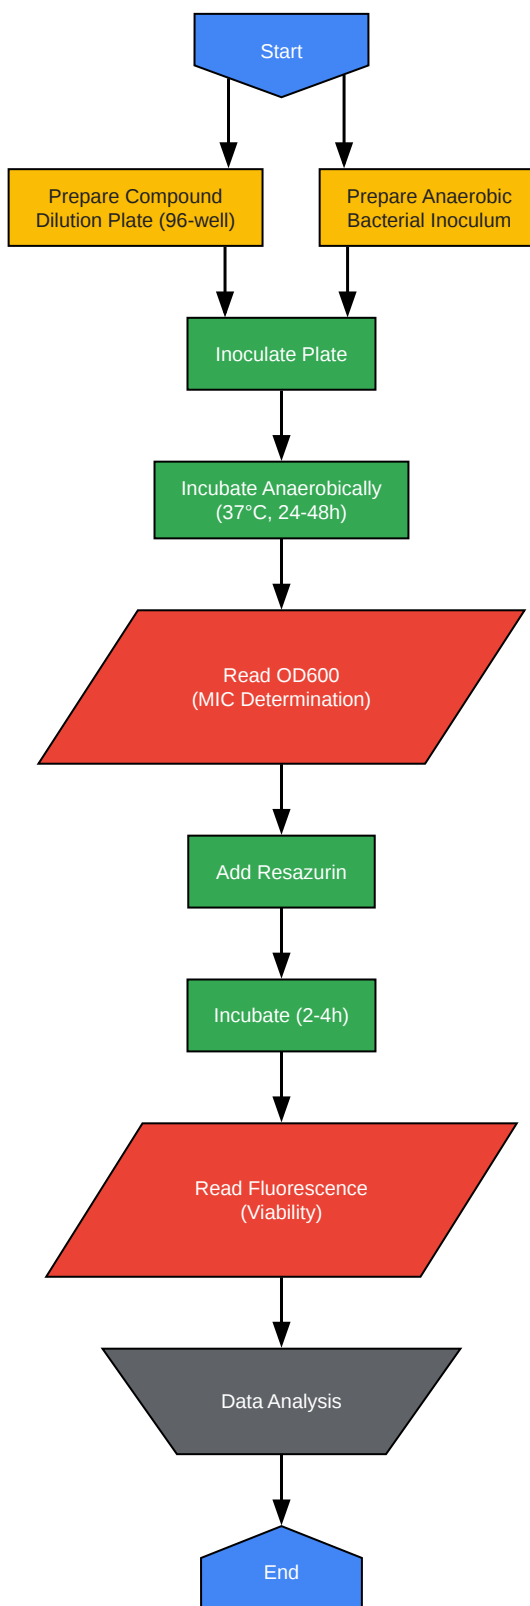 Start
Prepare Compound
Dilution Plate (96-well)
Prepare Anaerobic
Bacterial Inoculum
Inoculate Plate
Incubate Anaerobically
(37°C, 24-48h)
Read OD600
(MIC Determination)
Add Resazurin
Incubate (2-4h)
Read Fluorescence
(Viability)
Data Analysis
End